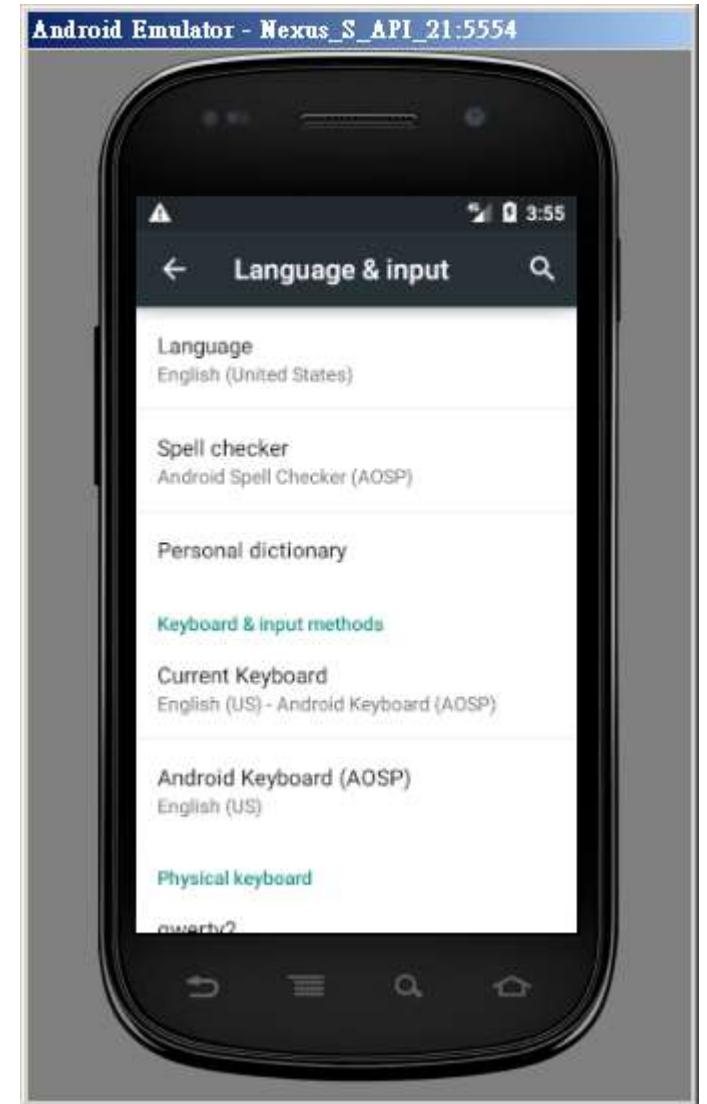 Android Emulator - Nexus_S_API_21:5554
3:55
Language & input
Language
English (United States)
Spell checker
Android Spell Checker (AOSP)
Personal dictionary
Keyboard & input methods
Current Keyboard
English (US) - Android Keyboard (AOSP)
Android Keyboard (AOSP)
English (US)
Physical keyboard
qwerty2